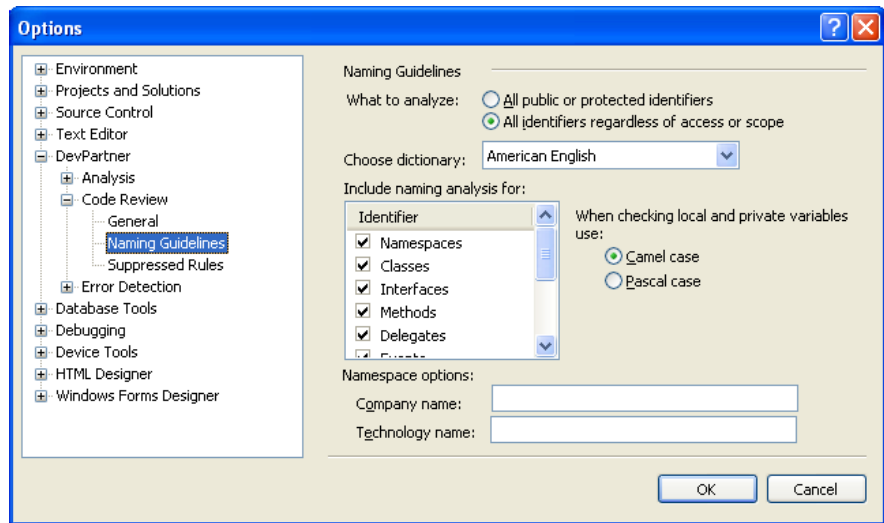 Options
Environment
Projects and Solutions
Source Control
Text Editor
DevPartner
Analysis
Code Review
General
Naming Guidelines
Suppressed Rules
Error Detection
Database Tools
Debugging
Device Tools
HTML Designer
Windows Forms Designer
Naming Guidelines
What to analyze:
All public or protected identifiers
All identifiers regardless of access or scope
Choose dictionary:
American English
Include naming analysis for:
Identifier
Namespaces
Classes
Interfaces
Methods
Delegates
When checking local and private variables
use:
Camel case
Pascal case
Namespace options:
Company name:
Technology name:
OK
Cancel